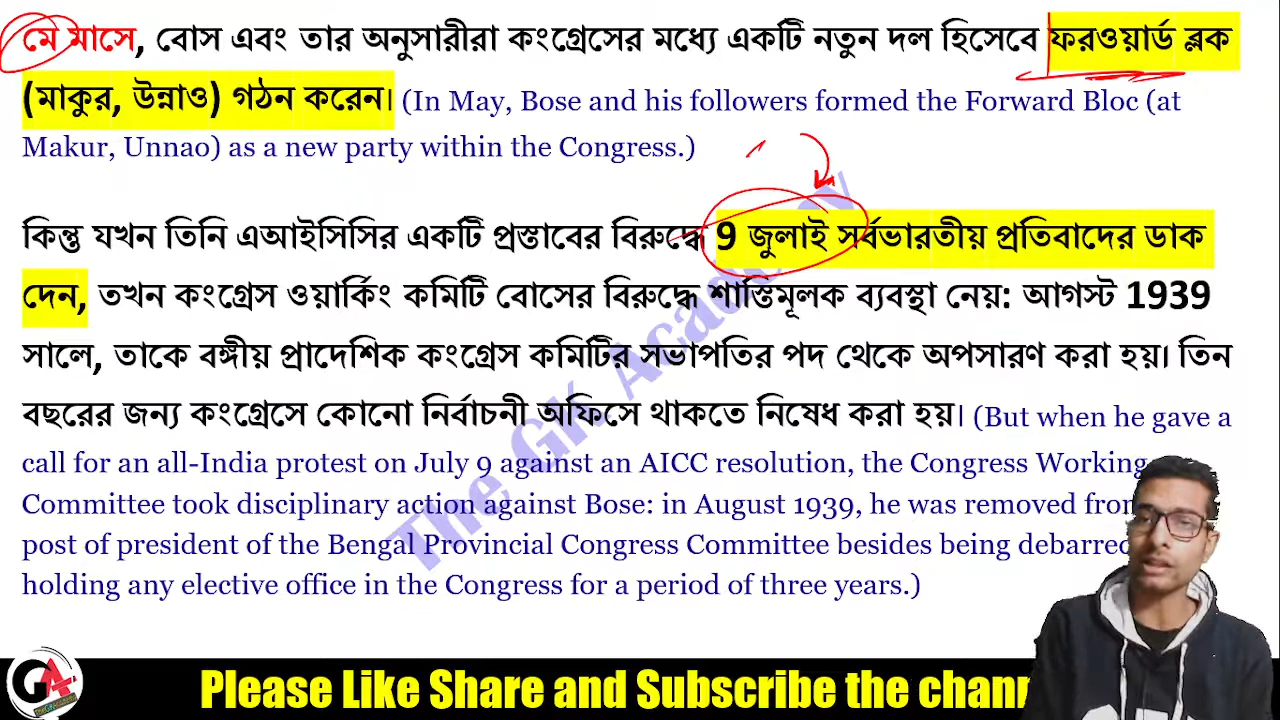 মে মাসে, বোস এবং তার অনুসারীরা কংগ্রেসের মধ্যে একটি নতুন দল হিসেবে ফরওয়ার্ড ব্লক
(মাকুর, উন্নাও) গঠন করেন। (In May, Bose and his followers formed the Forward Bloc (at
Makur, Unnao) as a new party within the Congress.)
কিন্তু যখন তিনি এআইসিসির একটি প্রস্তাবের বিরুদ্ধে 9 জুলাই সর্বভারতীয় প্রতিবাদের ডাক
দেন, তখন কংগ্রেস ওয়ার্কিং কমিটি বোসের বিরুদ্ধে শাস্তিমূলক ব্যবস্থা নেয়: আগস্ট 1939
সালে, তাকে বঙ্গীয় প্রাদেশিক কংগ্রেস কমিটির সভাপতির পদ থেকে অপসারণ করা হয়। তিন
বছরের জন্য কংগ্রেসে কোনো নির্বাচনী অফিসে থাকতে নিষেধ করা হয়। (But when he gave a
call for an all-India protest on July 9 against an AICC resolution, the Congress Working
Committee took disciplinary action against Bose: in August 1939, he was removed from
post of president of the Bengal Provincial Congress Committee besides being debarred
holding any elective office in the Congress for a period of three years.)
The GK Academy
Please Like Share and Subscribe the chann